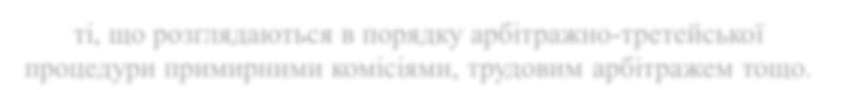 ті, що розглядаються в порядку арбітражно-третейської
процедури примирними комісіями, трудовим арбітражем тощо.